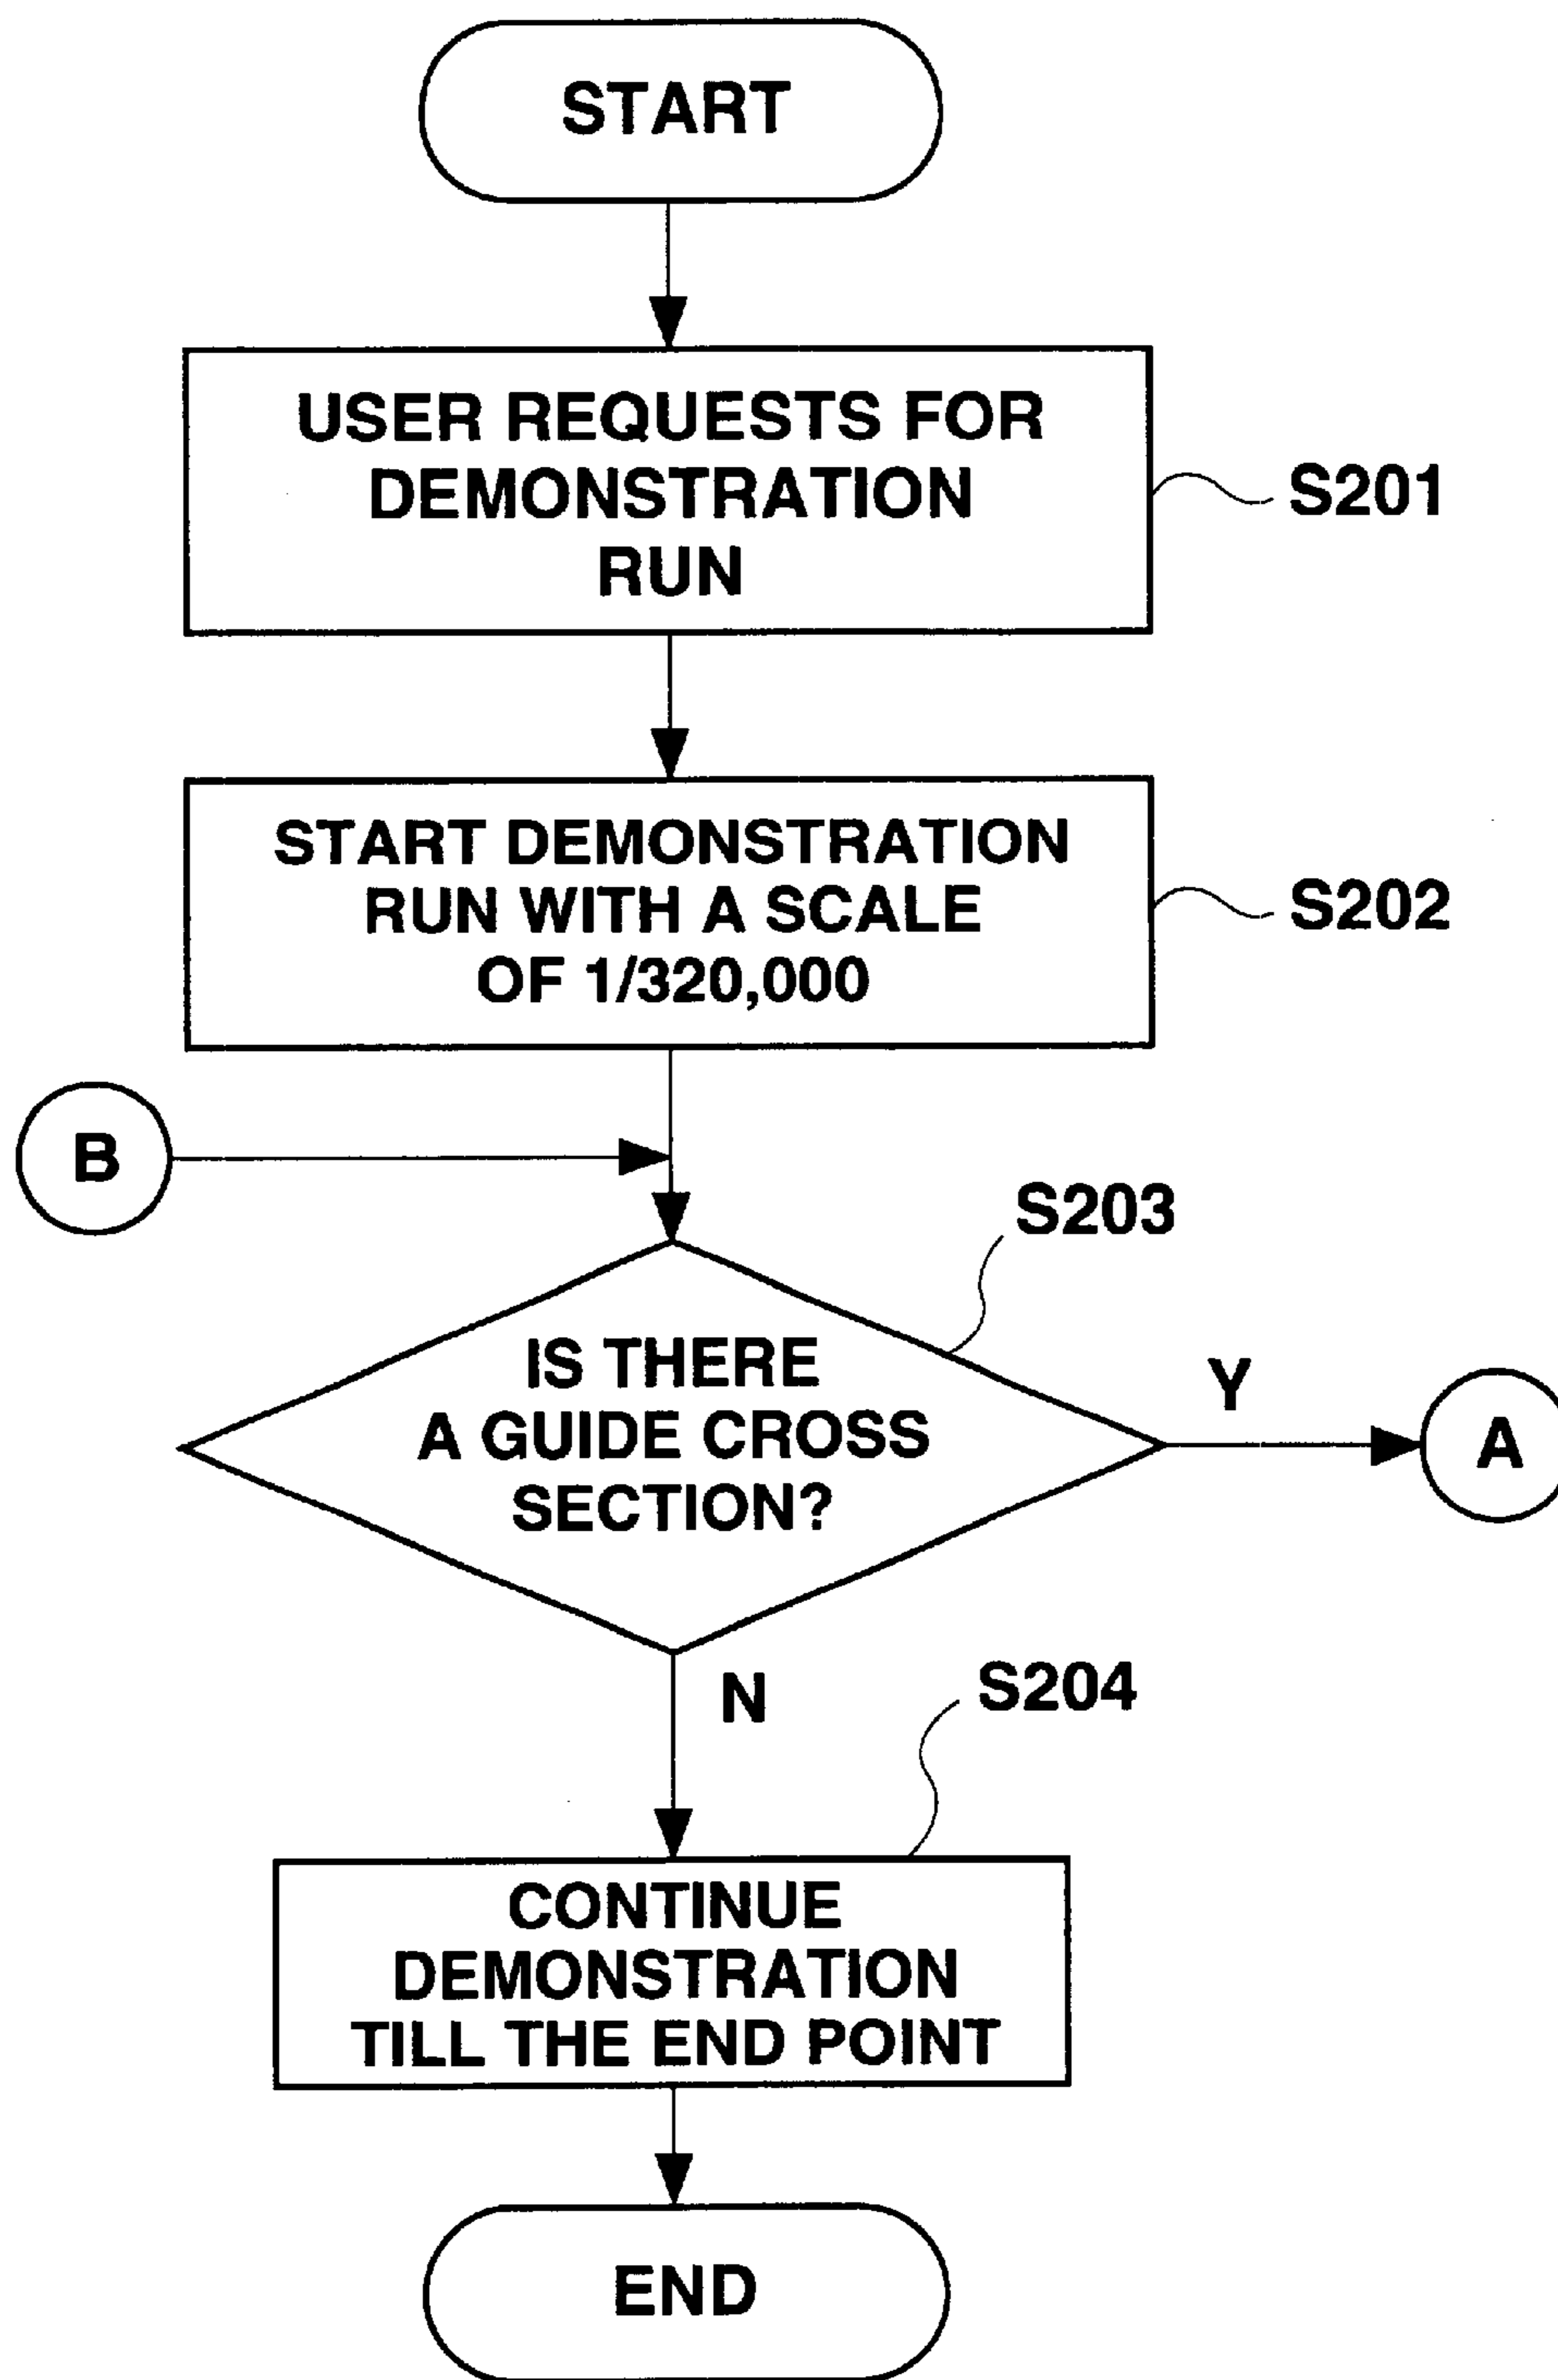 START
USER REQUESTS FOR
DEMONSTRATION
RUN
S201
START DEMONSTRATION
RUN WITH A SCALE
OF 1/320,000
S202
B
S203
IS THERE
A GUIDE CROSS
SECTION?
Y
A
N
S204
CONTINUE
DEMONSTRATION
TILL THE END POINT
END